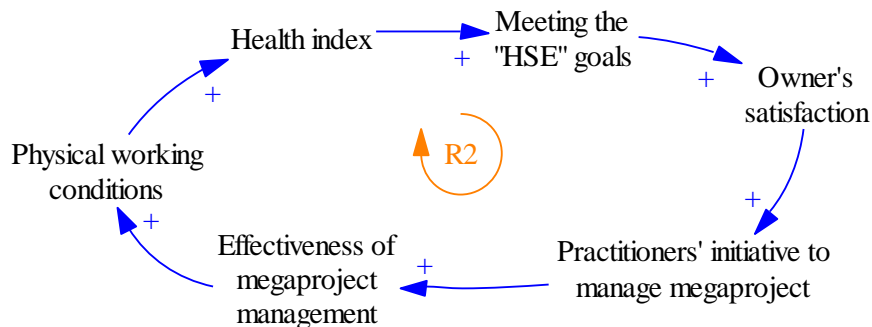 Health index
+
Meeting the
"HSE" goals
+
Owner's
satisfaction
+
Practitioners' initiative to
manage megaproject
+
Effectiveness of
megaproject
management
+
Physical working
conditions
+
R2